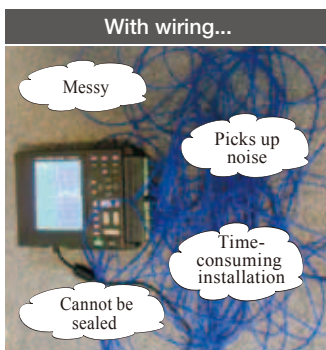 With wiring...
Messy
Picks up
noise
Time-
consuming
installation
Cannot be
sealed